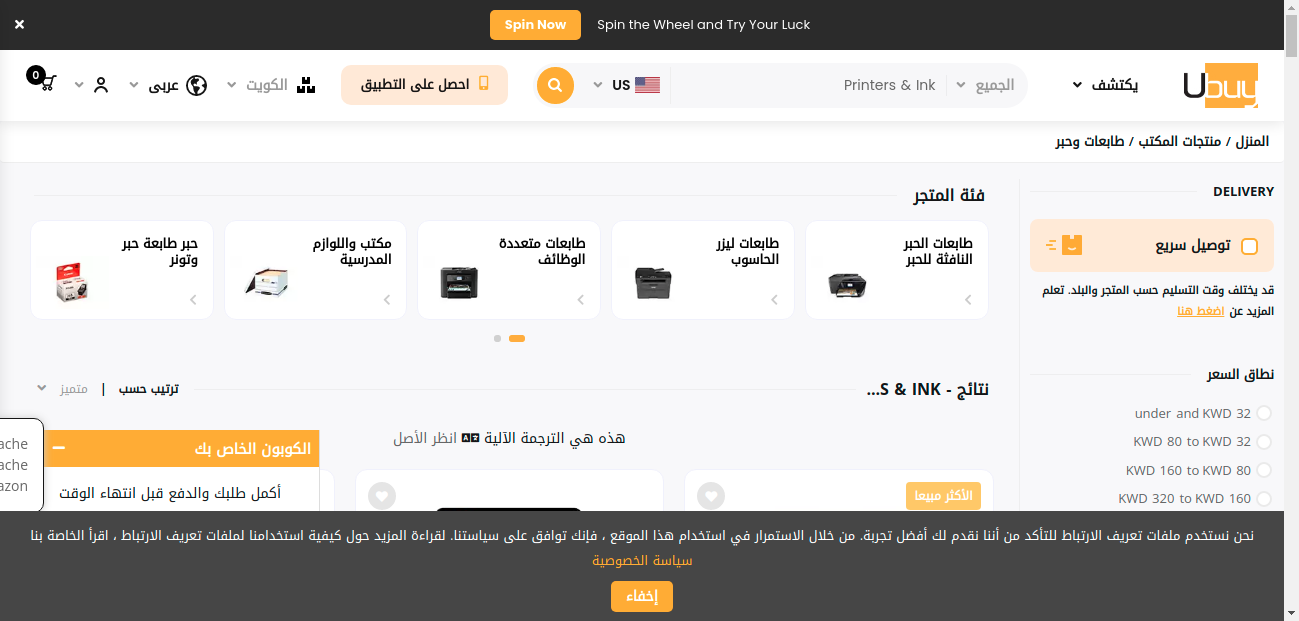 Spin Now Spin the Wheel and Try Your Luck
Ubuy
يكتشف
الجميع
Printers & Ink
US
احصل على التطبيق
الكويت
عربى
0
المنزل / منتجات المكتب / طابعات وحبر
DELIVERY
توصيل سريع
قد يختلف وقت التسليم حسب المتجر والبلد. تعلم
المزيد عن اضغط هنا
نطاق السعر
under and KWD 32
KWD 80 to KWD 32
KWD 160 to KWD 80
KWD 320 to KWD 160
فئة المتجر
طابعات الحبر
النافثة للحبر
طابعات ليزر
الحاسوب
طابعات متعددة
الوظائف
مكتب واللوازم
المدرسية
حبر طابعة حبر
وتونر
نتائج - S & INK...
ترتيب حسب | متميز
هذه هي الترجمة الآلية انظر الأصل
الأكثر مبيعا
الكوبون الخاص بك
أكمل طلبك والدفع قبل انتهاء الوقت
ache
ache
azon
نحن نستخدم ملفات تعريف الارتباط للتأكد من أننا نقدم لك أفضل تجربة. من خلال الاستمرار في استخدام هذا الموقع ، فإنك توافق على سياستنا. لقراءة المزيد حول كيفية استخدامنا لملفات تعريف الارتباط ، اقرأ الخاصة بنا
سياسة الخصوصية
إخفاء